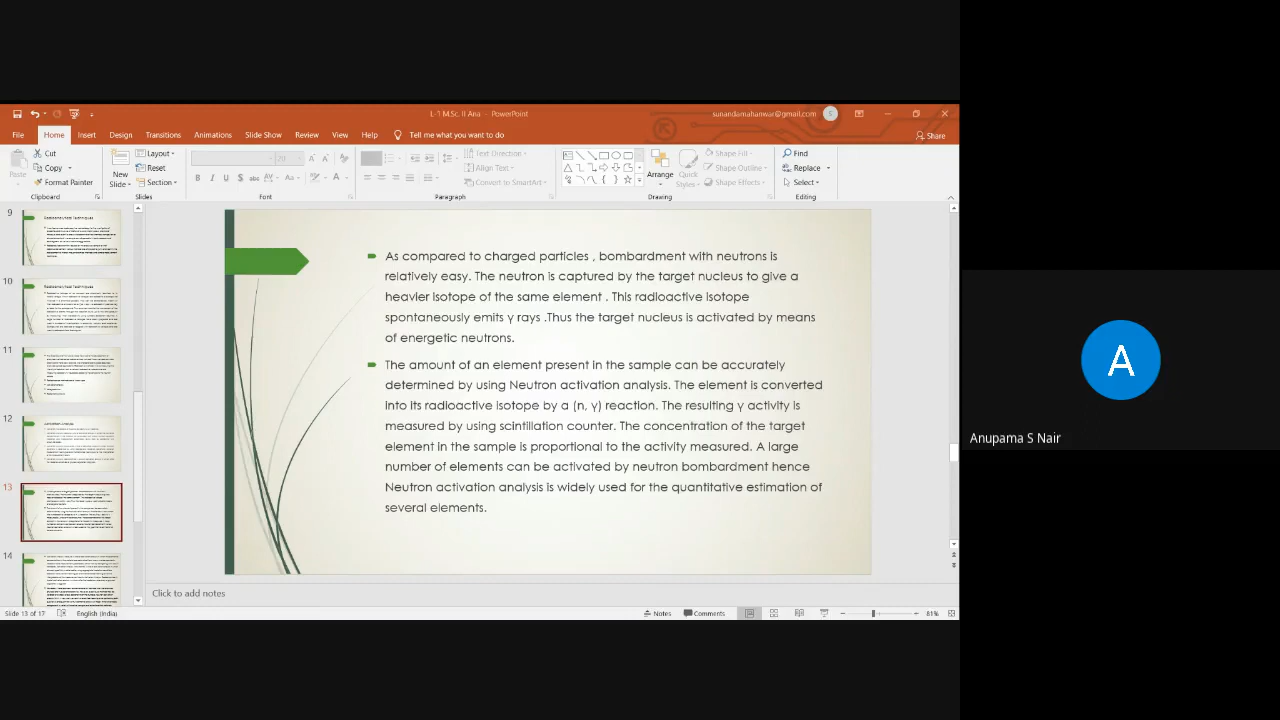 L-1 M.Sc. II Ana - PowerPoint
sunandamahanwar@gmail.com
S
File
Home
Insert
Design
Transitions
Animations
Slide Show
Review
View
Help
Tell me what you want to do
Share
Paste
Cut
Copy
Format Painter
Clipboard
New
Slide
Layout
Reset
Section
Slides
20
Font
Text Direction
Align Text
Convert to SmartArt
Paragraph
Arrange
Quick
Styles
Shape Fill
Shape Outline
Shape Effects
Drawing
Find
Replace
Select
Editing
9
10
11
12
13
14
As compared to charged particles , bombardment with neutrons is
relatively easy. The neutron is captured by the target nucleus to give a
heavier isotope of the same element . This radioactive isotope
spontaneously emits γ rays .Thus the target nucleus is activated by means
of energetic neutrons.
The amount of an element present in the sample can be accurately
determined by using Neutron activation analysis. The element is converted
into its radioactive isotope by a (n, γ) reaction. The resulting γ activity is
measured by using scintillation counter. The concentration of the target
element in the sample is proportional to the activity measured. A large
number of elements can be activated by neutron bombardment hence
Neutron activation analysis is widely used for the quantitative estimation of
several elements.
Click to add notes
Slide 13 of 17
English (India)
Notes
Comments
81%
A
Anupama S Nair